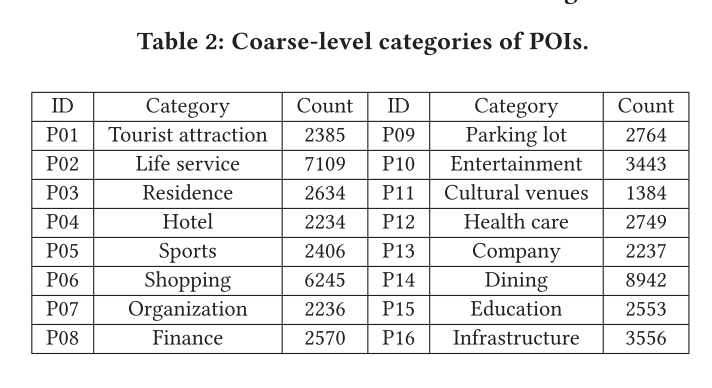 Table 2: Coarse-level categories of POIs.
ID Category Count ID Category Count
P01 Tourist attraction 2385 P09 Parking lot 2764
P02 Life service 7109 P10 Entertainment 3443
P03 Residence 2634 P11 Cultural venues 1384
P04 Hotel 2234 P12 Health care 2749
P05 Sports 2406 P13 Company 2237
P06 Shopping 6245 P14 Dining 8942
P07 Organization 2236 P15 Education 2553
P08 Finance 2570 P16 Infrastructure 3556